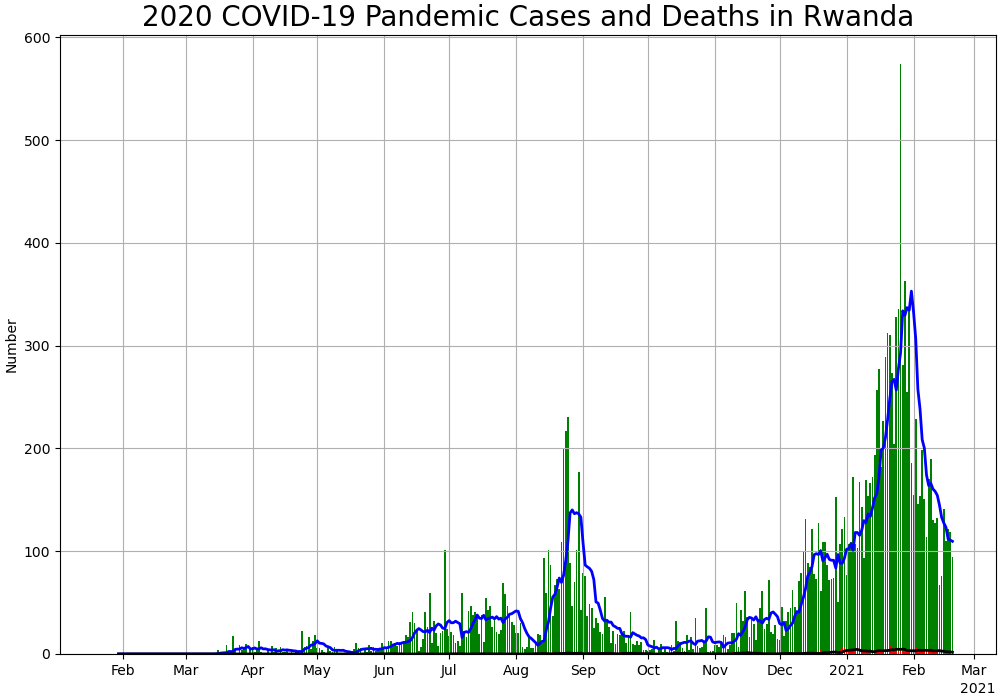 2020 COVID-19 Pandemic Cases and Deaths in Rwanda
600
500
400
300
200
100
0
Number
Feb Mar Apr May Jun Jul Aug Sep Oct Nov Dec 2021 Feb Mar
2021